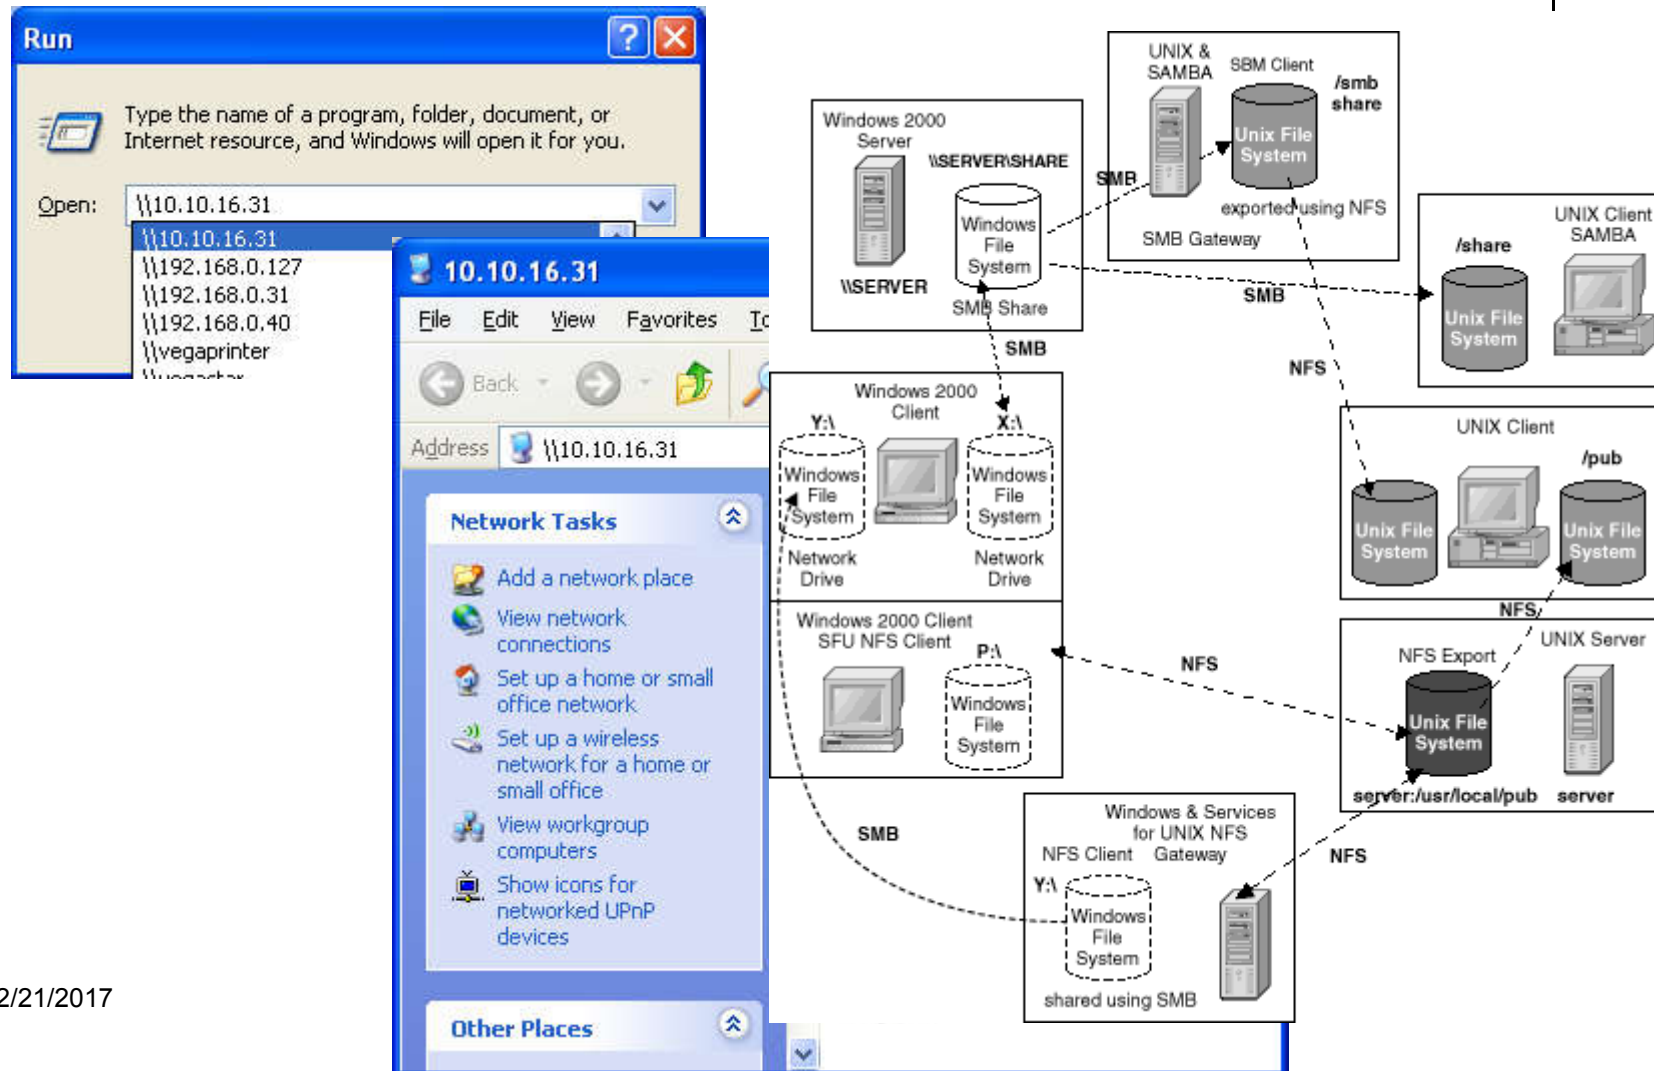 Run
Type the name of a program, folder, document, or
Internet resource, and Windows will open it for you.
Open:
\\10.10.16.31
\\10.10.16.31
\\192.168.0.127
\\192.168.0.31
\\192.168.0.40
\\vegaprinter
10.10.16.31
File Edit View Favorites
Back
Address \\10.10.16.31
Network Tasks
Add a network place
View network
connections
Set up a home or small
office network
Set up a wireless
network for a home or
small office
View workgroup
computers
Show icons for
networked UPnP
devices
Other Places
2/21/2017
Windows 2000
Server
\\SERVER\SHARE
Windows
File
System
\\SERVER
SMB Share
UNIX &
SAMBA
SBM Client
/smb
share
Unix File
System
SMB
exported using NFS
SMB Gateway
UNIX Client
SAMBA
/share
SMB
Unix File
System
SMB
NFS
Windows 2000
Client
Y:\
X:\
Windows
File
System
Windows
File
System
Network
Drive
Network
Drive
UNIX Client
/pub
Unix File
System
Unix File
System
NFS
Windows 2000 Client
SFU NFS Client
P:\
Windows
File
System
NFS
UNIX Server
NFS Export
Unix File
System
server:/usr/local/pub
server
SMB
NFS
Windows & Services
for UNIX NFS
Gateway
NFS Client
Y:\
Windows
File
System
shared using SMB